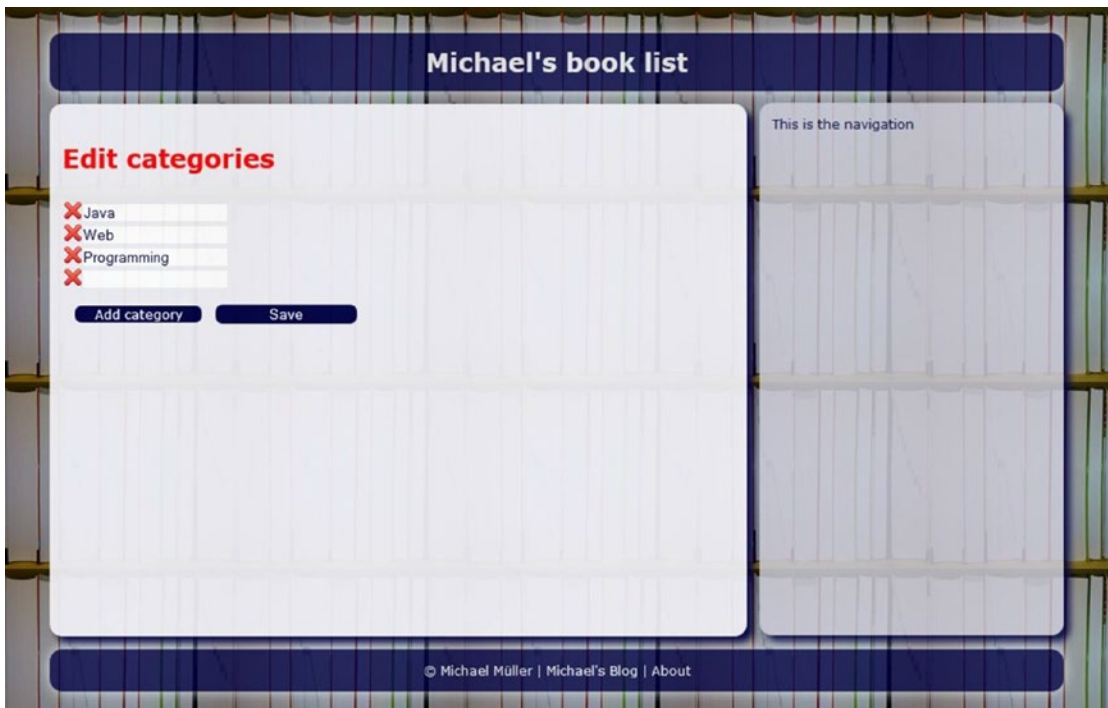 Michael's book list
This is the navigation
Edit categories
Java
Web
Programming
Add category
Save
© Michael Müller | Michael's Blog | About